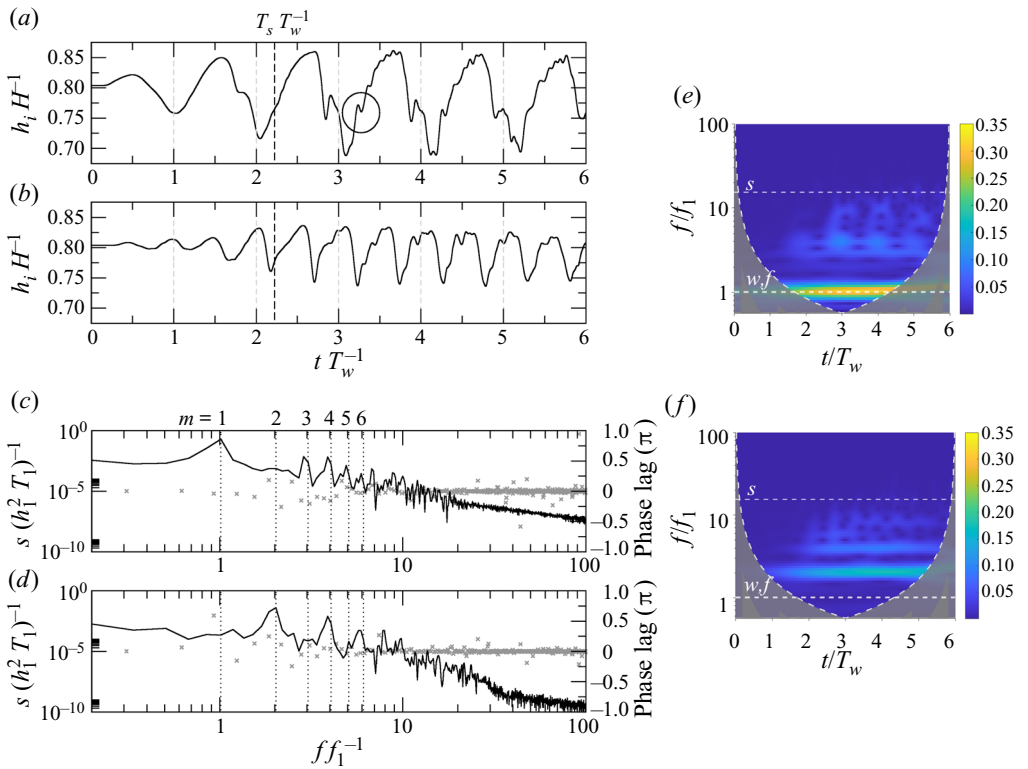 (a)
T_s T_w^{-1}
h_i H^{-1}
0.85
0.80
0.75
0.70
0 1 2 3 4 5 6
(b)
h_i H^{-1}
0.85
0.80
0.75
0 1 2 3 4 5 6
t T_w^{-1}
(c)
m = 1 2 3 4 5 6
s (h_1^2 T_1)^{-1}
10^0
10^{-5}
10^{-10}
1.0
0.5
0
−0.5
−1.0
Phase lag (π)
1 10 100
(d)
s (h_1^2 T_1)^{-1}
10^0
10^{-5}
10^{-10}
1.0
0.5
0
−0.5
−1.0
Phase lag (π)
1 10 100
f f_1^{-1}
(e)
f/f_1
100
10
1
s
w,f
0 1 2 3 4 5 6
t/T_w
0.35
0.30
0.25
0.20
0.15
0.10
0.05
(f)
f/f_1
100
10
1
s
w,f
0 1 2 3 4 5 6
t/T_w
0.35
0.30
0.25
0.20
0.15
0.10
0.05